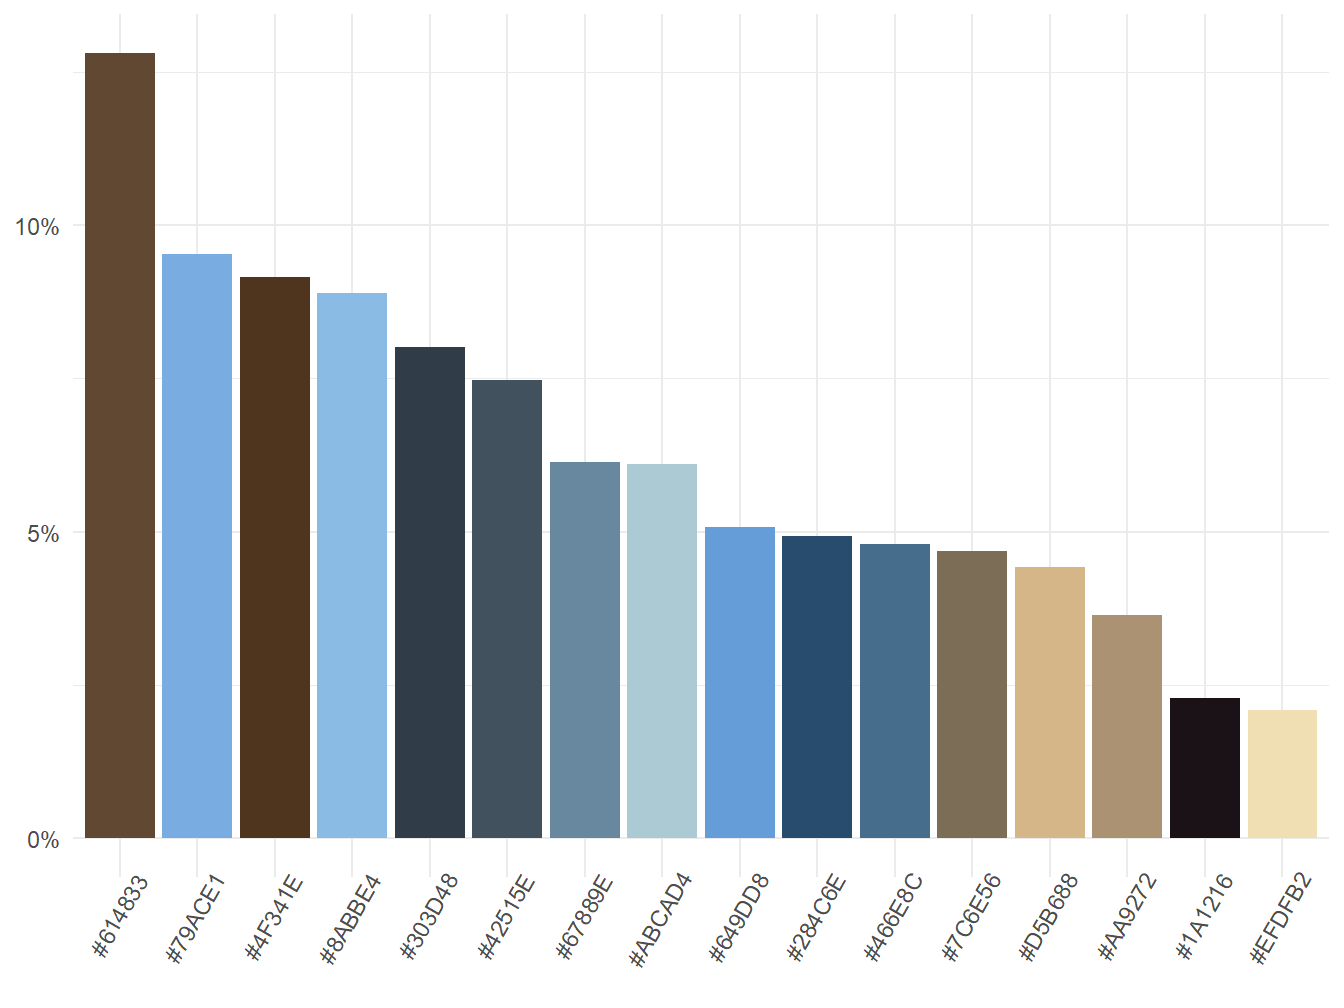 10%
5%
0%
#614833
#79ACE1
#4F341E
#8ABBE4
#303D48
#42515E
#67889E
#ABCAD4
#649DD8
#284C6E
#466E8C
#7C6E56
#D5B688
#AA9272
#1A1216
#EFDFB2